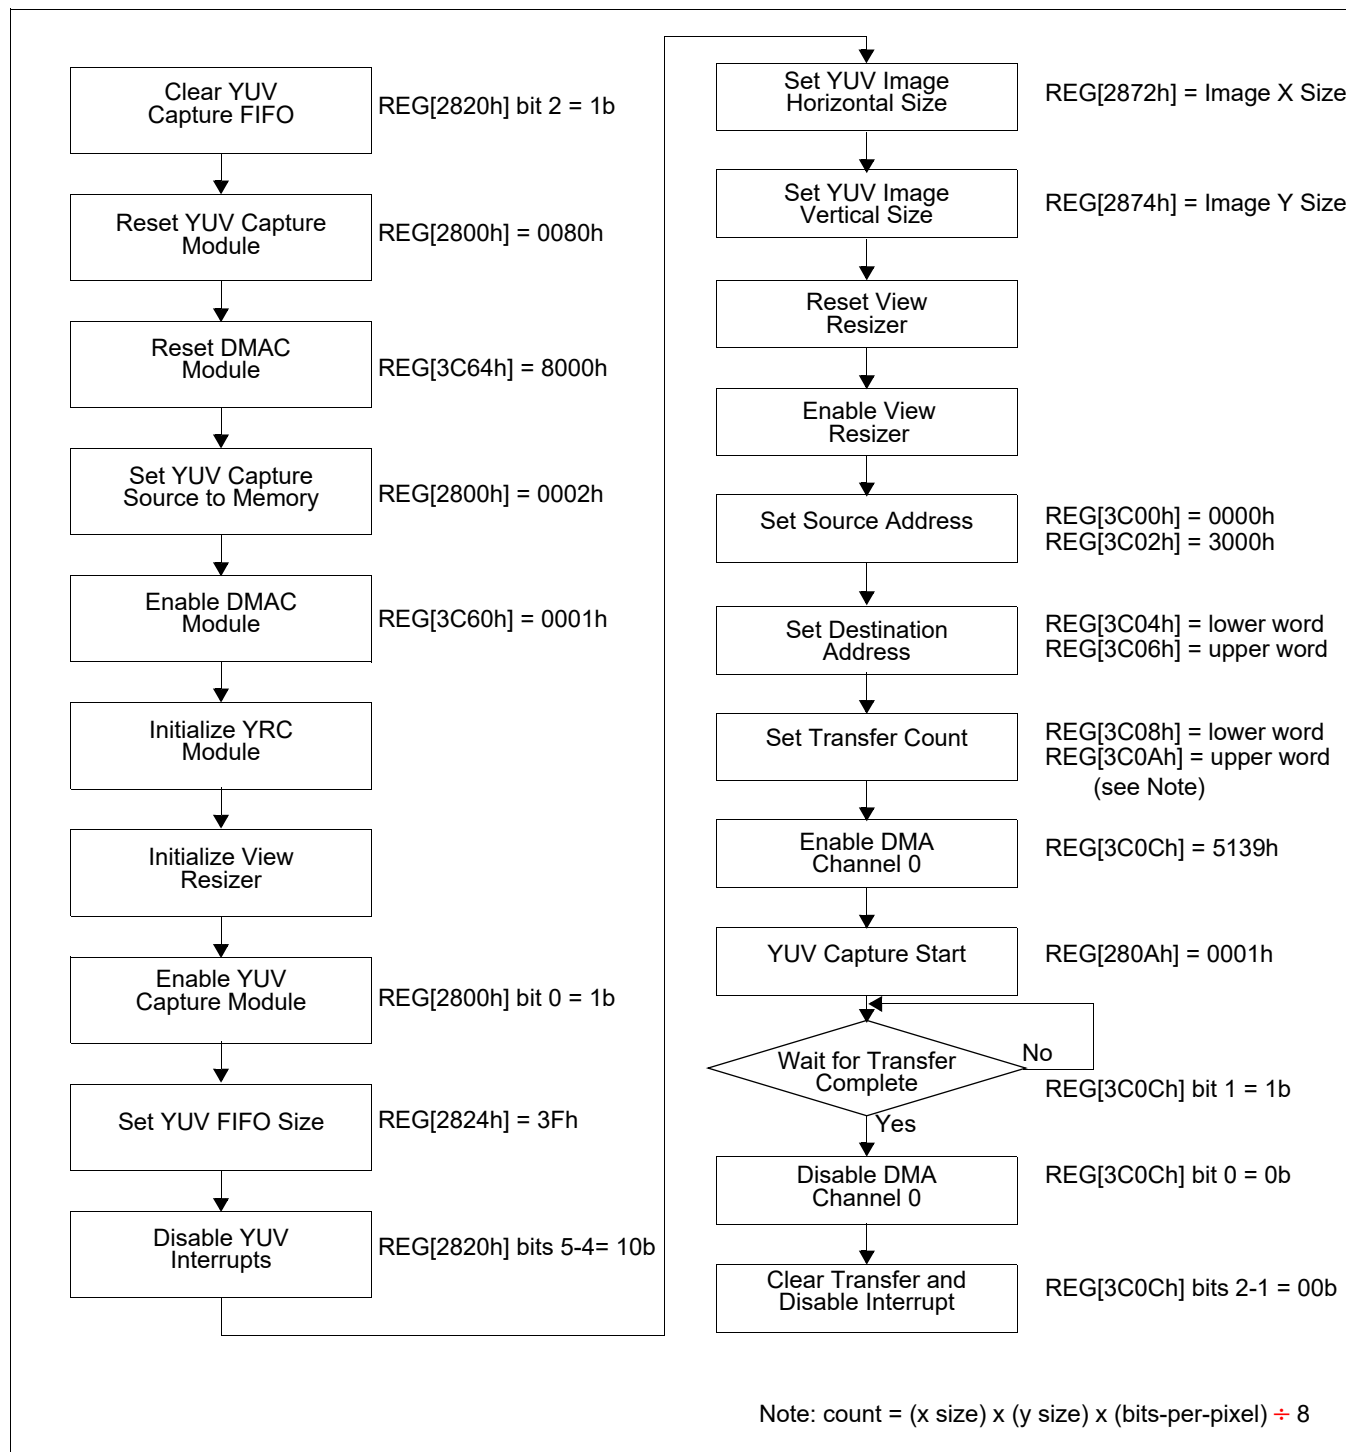 Clear YUV
Capture FIFO
REG[2820h] bit 2 = 1b
Reset YUV Capture
Module
REG[2800h] = 0080h
Reset DMAC
Module
REG[3C64h] = 8000h
Set YUV Capture
Source to Memory
REG[2800h] = 0002h
Enable DMAC
Module
REG[3C60h] = 0001h
Initialize YRC
Module
Initialize View
Resizer
Enable YUV
Capture Module
REG[2800h] bit 0 = 1b
Set YUV FIFO Size
REG[2824h] = 3Fh
Disable YUV
Interrupts
REG[2820h] bits 5-4= 10b
Set YUV Image
Horizontal Size
REG[2872h] = Image X Size
Set YUV Image
Vertical Size
REG[2874h] = Image Y Size
Reset View
Resizer
Enable View
Resizer
Set Source Address
REG[3C00h] = 0000h
REG[3C02h] = 3000h
Set Destination
Address
REG[3C04h] = lower word
REG[3C06h] = upper word
Set Transfer Count
REG[3C08h] = lower word
REG[3C0Ah] = upper word
(see Note)
Enable DMA
Channel 0
REG[3C0Ch] = 5139h
YUV Capture Start
REG[280Ah] = 0001h
Wait for Transfer
Complete
No
REG[3C0Ch] bit 1 = 1b
Yes
Disable DMA
Channel 0
REG[3C0Ch] bit 0 = 0b
Clear Transfer and
Disable Interrupt
REG[3C0Ch] bits 2-1 = 00b
Note: count = (x size) x (y size) x (bits-per-pixel) ÷ 8